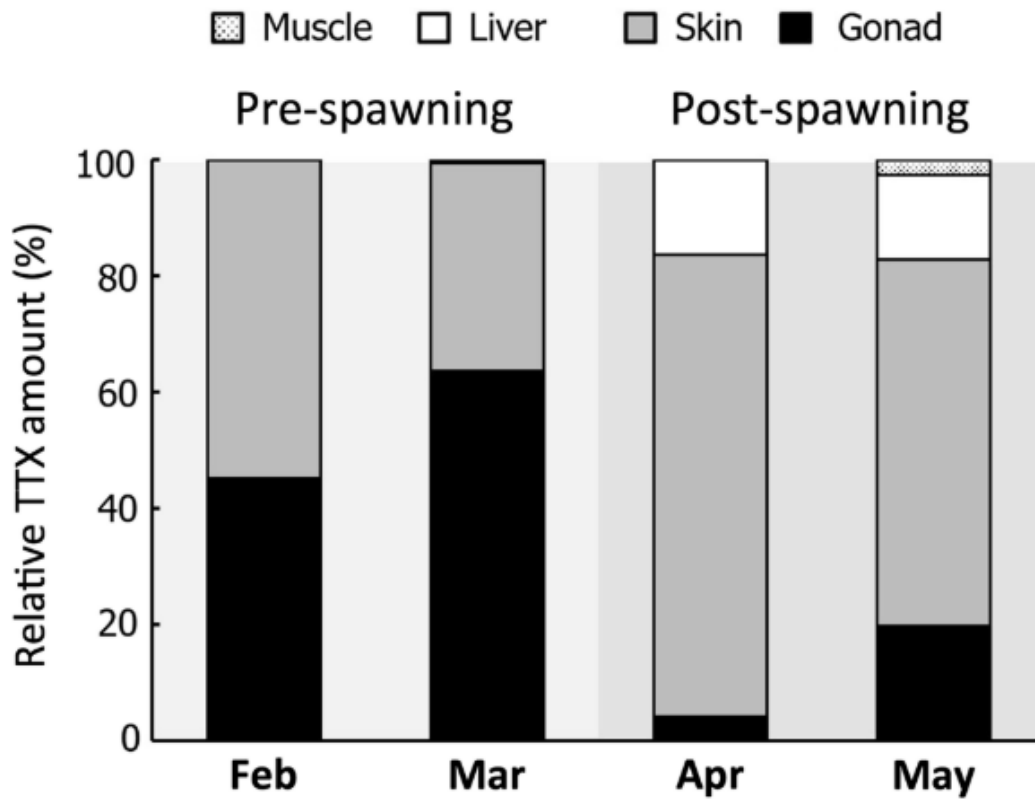 Muscle Liver Skin Gonad
Pre-spawning Post-spawning
100
80
60
40
20
0
Relative TTX amount (%)
Feb Mar Apr May